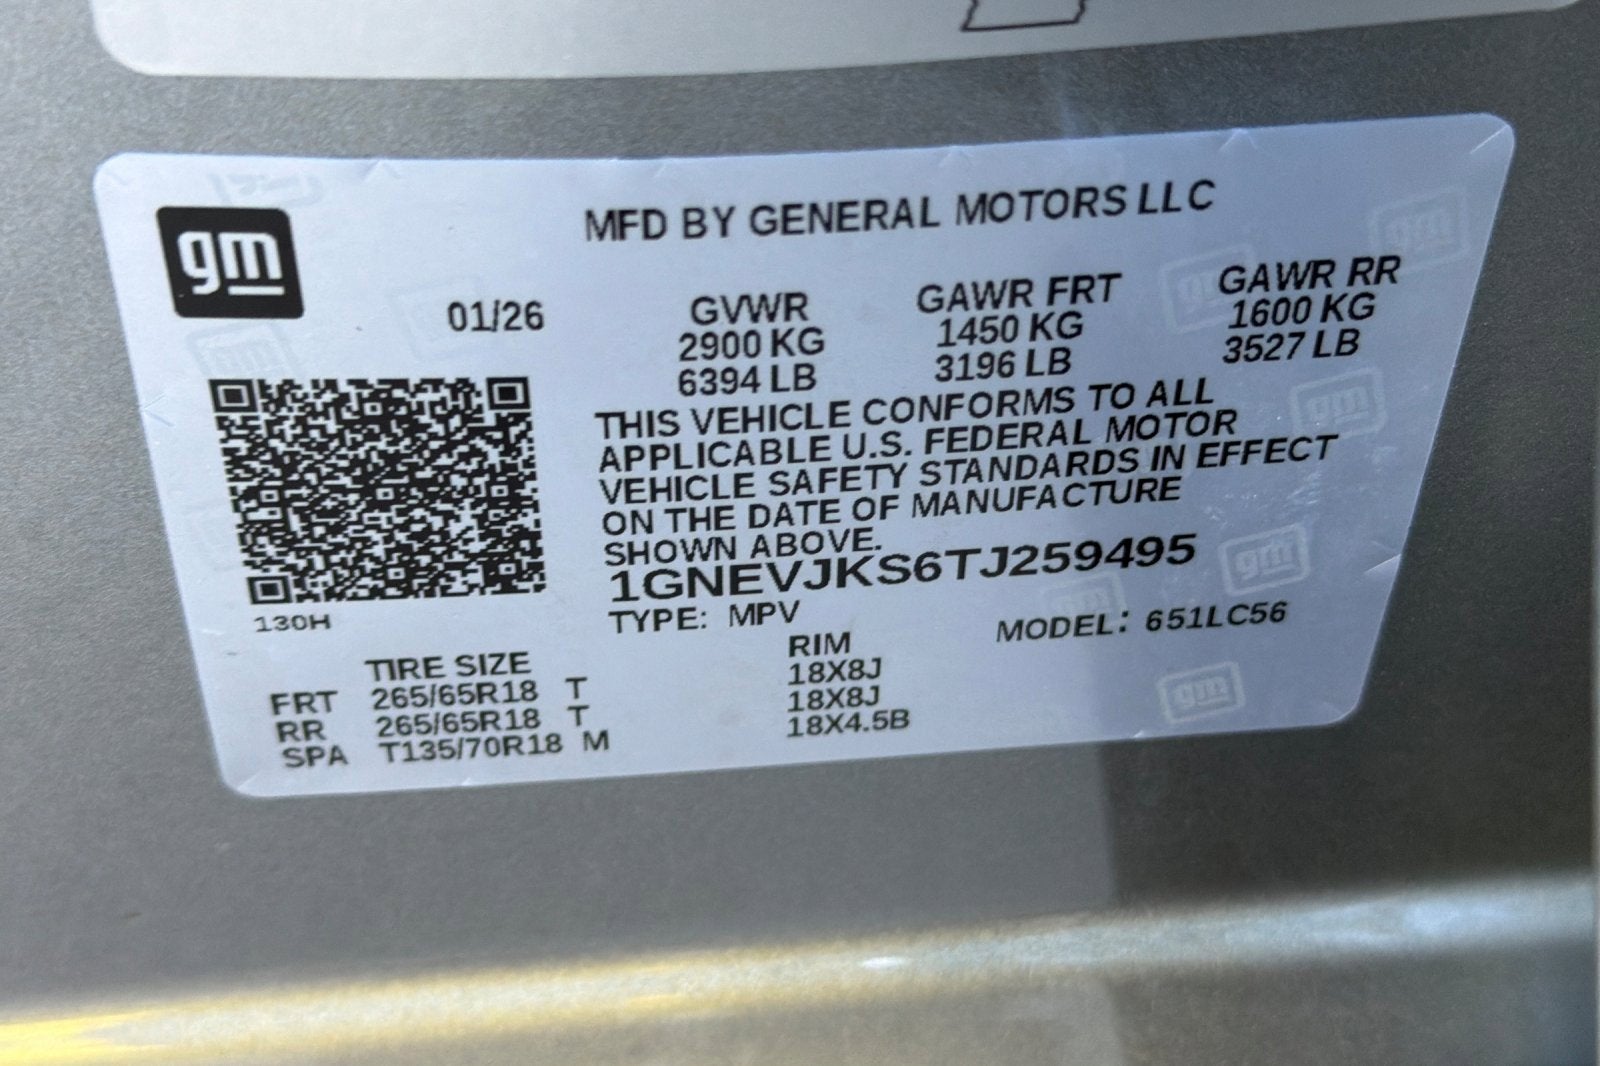 gm
MFD BY GENERAL MOTORS LLC
01/26 GVWR GAWR FRT GAWR RR
2900 KG 1450 KG 1600 KG
6394 LB 3196 LB 3527 LB
THIS VEHICLE CONFORMS TO ALL
APPLICABLE U.S. FEDERAL MOTOR
VEHICLE SAFETY STANDARDS IN EFFECT
ON THE DATE OF MANUFACTURE
SHOWN ABOVE.
1GNEVJKS6TJ259495
130H TYPE: MPV MODEL: 651LC56
TIRE SIZE RIM
FRT 265/65R18 T 18X8J
RR 265/65R18 T 18X8J
SPA T135/70R18 M 18X4.5B